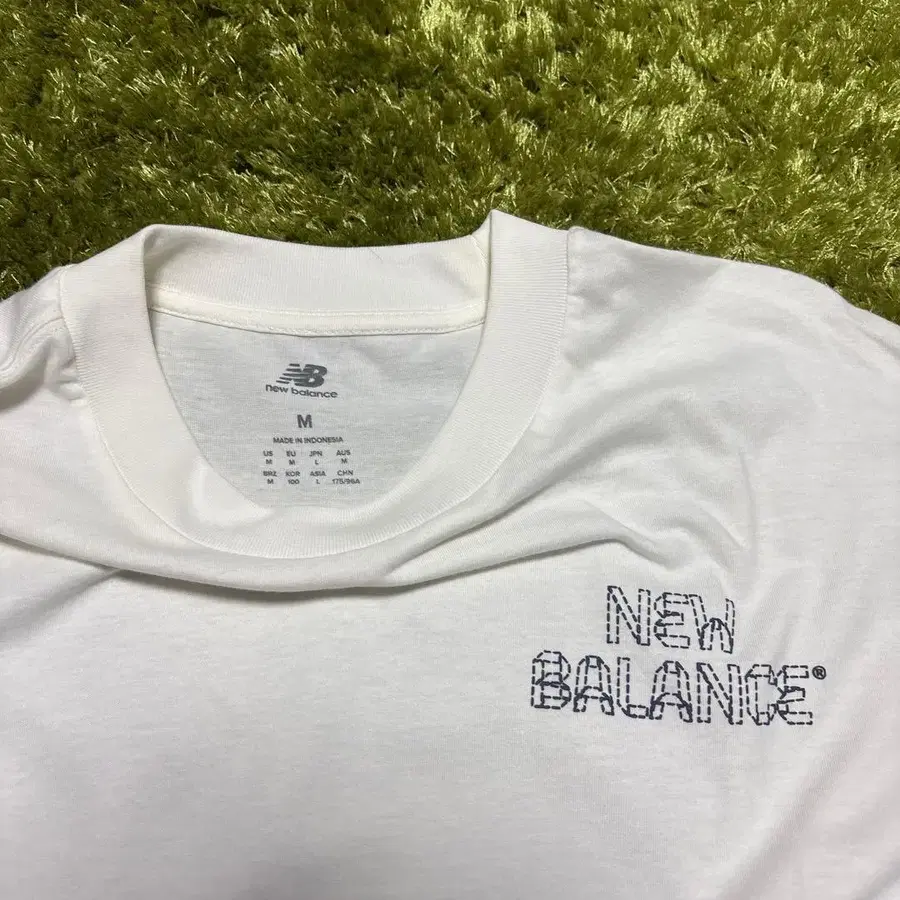 new balance
M
MADE IN INDONESIA
US EU JPN AUS
M M L M
BRZ KOR ASIA CHN
M 100 L 175/96A
NEW
BALANCE®